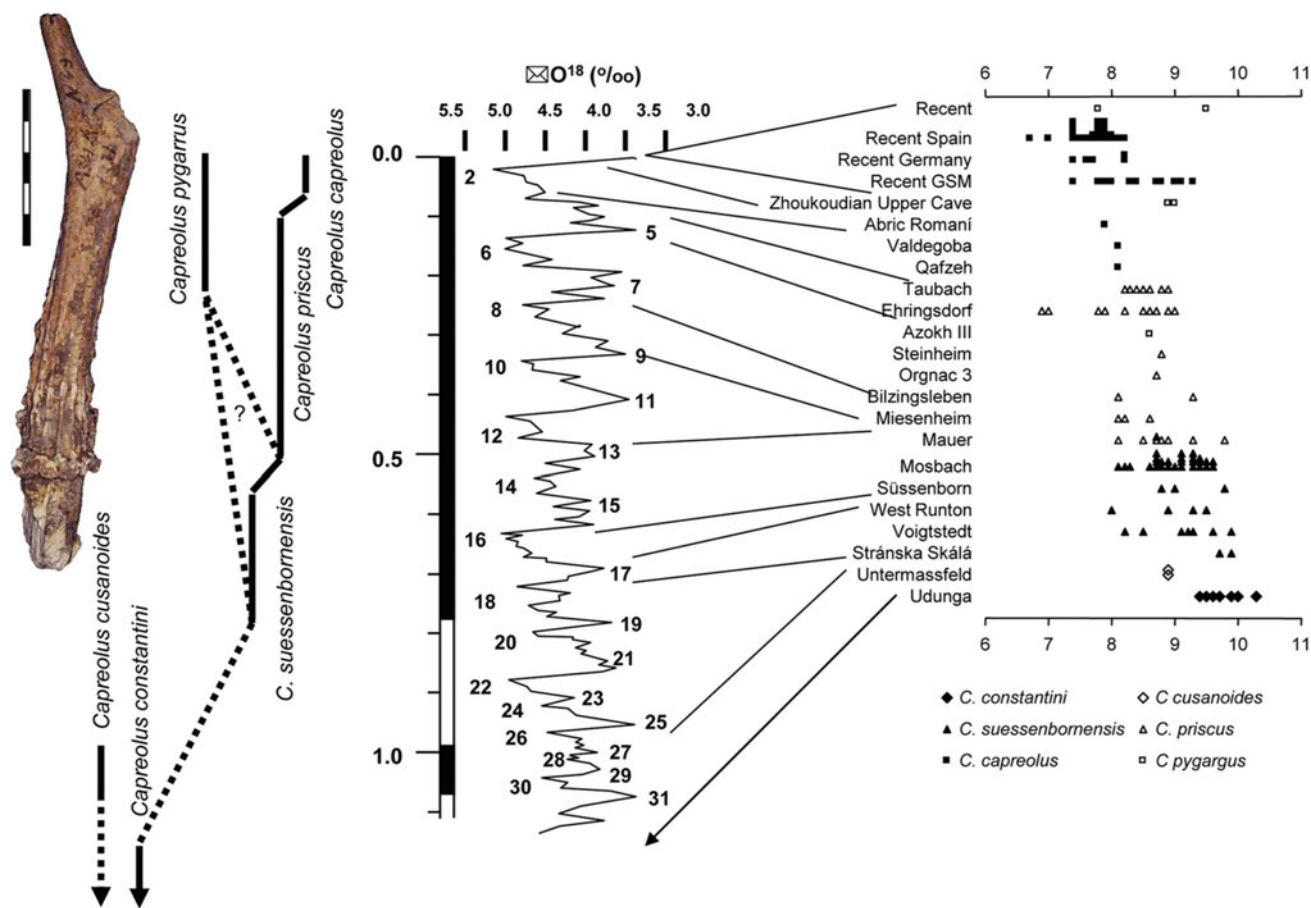 ✉O¹⁸ (º/ₒₒ)
5.5 5.0 4.5 4.0 3.5 3.0
0.0
0.5
1.0
2
5
6
7
8
9
10
11
12
13
14
15
16
17
18
19
20
21
22
23
24
25
26
27
28
29
30
31
Capreolus pygarrus
Capreolus capreolus
Capreolus priscus
?
Capreolus cusanoides
Capreolus constantini
C. suessenbornensis
6 7 8 9 10 11
Recent
Recent Spain
Recent Germany
Recent GSM
Zhoukoudian Upper Cave
Abric Romaní
Valdegoba
Qafzeh
Taubach
Ehringsdorf
Azokh III
Steinheim
Orgnac 3
Bilzingsleben
Miesenheim
Mauer
Mosbach
Süssenborn
West Runton
Voigtstedt
Stránska Skálá
Untermassfeld
Udunga
6 7 8 9 10 11
C. constantini
C cusanoides
C. suessenbornensis
C. priscus
C. capreolus
C pygargus